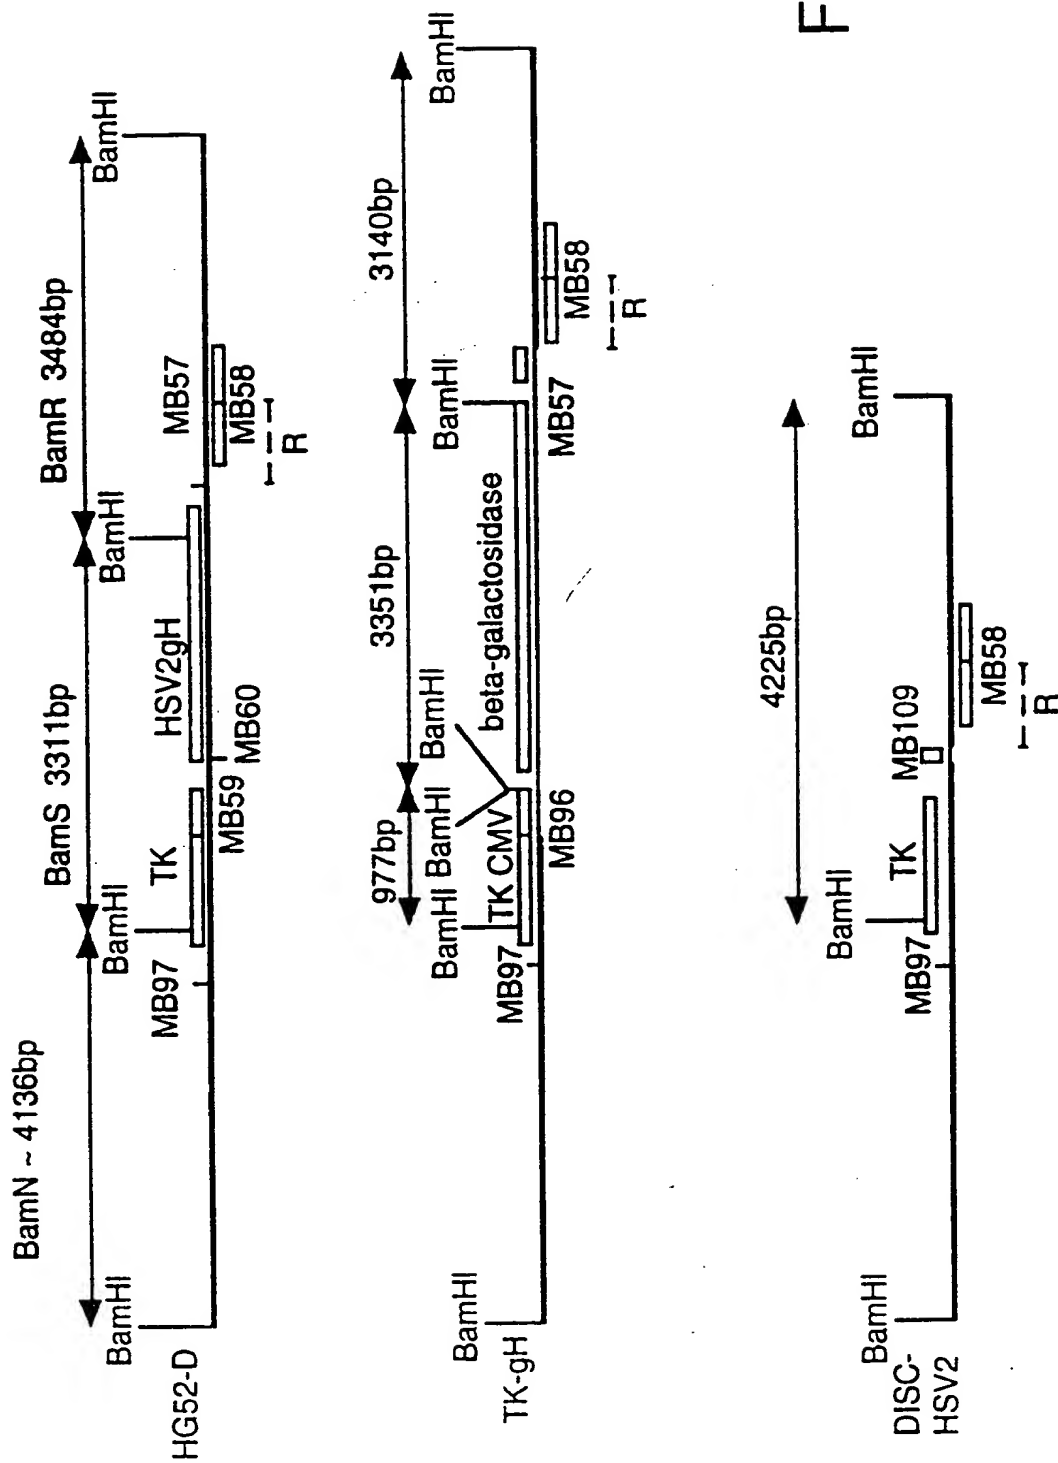 BamN ~ 4136bp
BamS 3311bp
BamR 3484bp
BamHI
BamHI
BamHI
BamHI
MB97
TK
HSV2gH
MB57
HG52-D
MB59
MB60
MB58
R
977bp
3351bp
3140bp
BamHI
BamHI
BamHI
BamHI
BamHI
BamHI
MB97
TK CMV
beta-galactosidase
TK-gH
MB96
MB57
MB58
R
4225bp
BamHI
BamHI
BamHI
MB97
TK
MB109
DISC-
HSV2
MB58
R
F